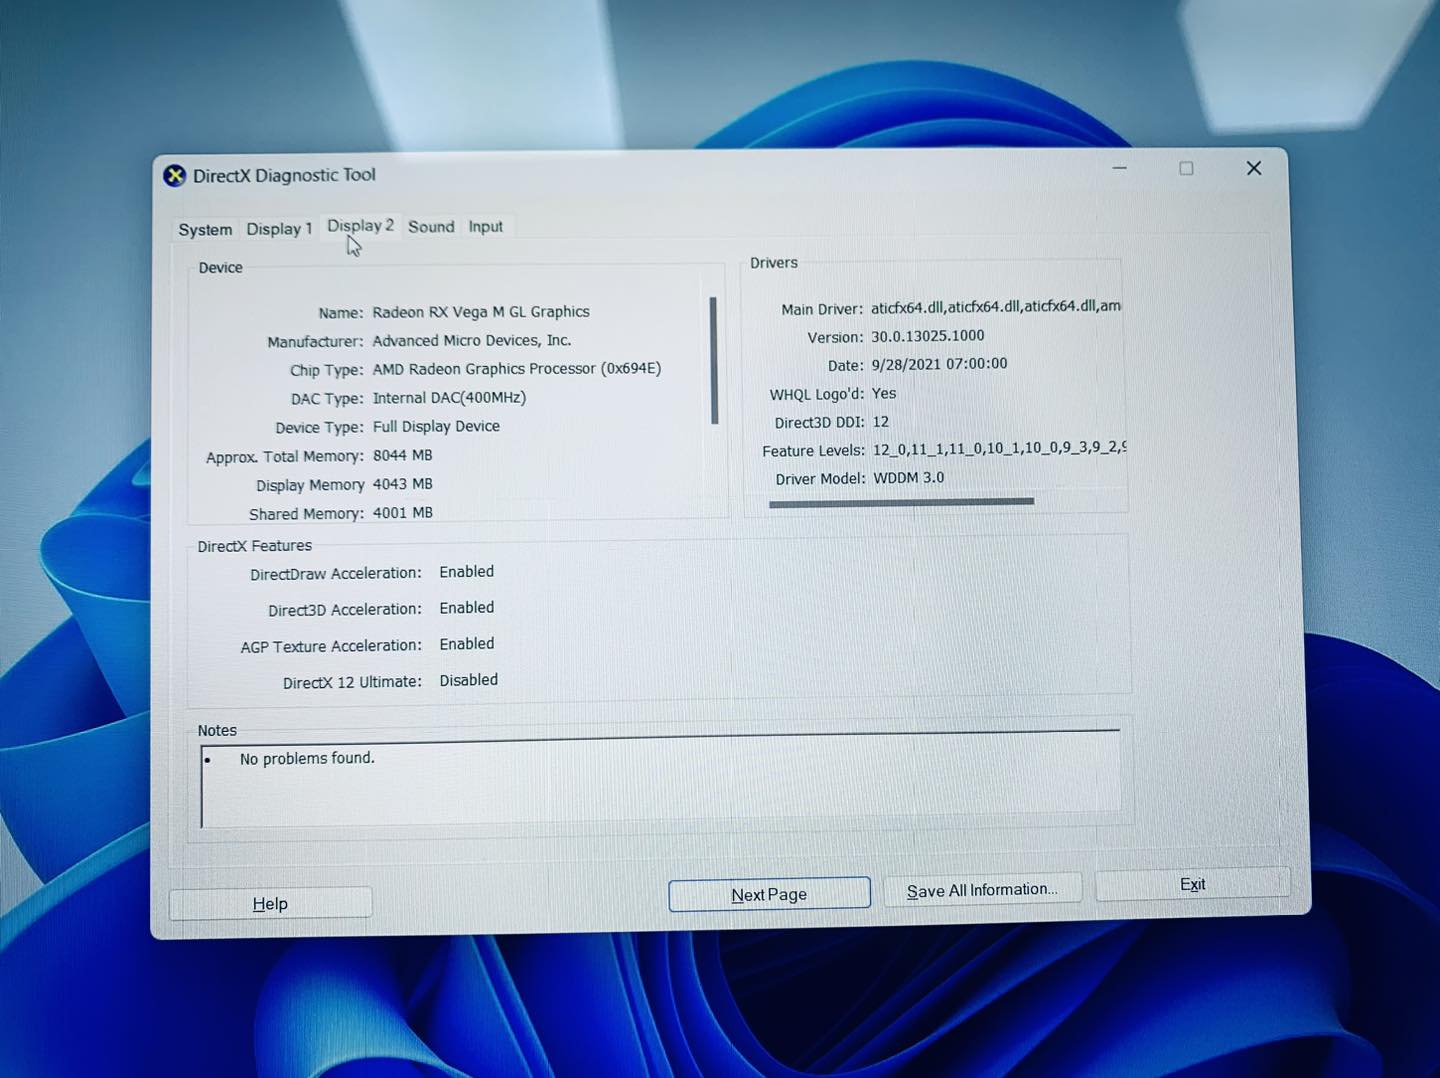 DirectX Diagnostic Tool
System Display 1 Display 2 Sound Input
Device
Name: Radeon RX Vega M GL Graphics
Manufacturer: Advanced Micro Devices, Inc.
Chip Type: AMD Radeon Graphics Processor (0x694E)
DAC Type: Internal DAC(400MHz)
Device Type: Full Display Device
Approx. Total Memory: 8044 MB
Display Memory 4043 MB
Shared Memory: 4001 MB
Drivers
Main Driver: aticfx64.dll,aticfx64.dll,aticfx64.dll,am
Version: 30.0.13025.1000
Date: 9/28/2021 07:00:00
WHQL Logo'd: Yes
Direct3D DDI: 12
Feature Levels: 12_0,11_1,11_0,10_1,10_0,9_3,9_2,9
Driver Model: WDDM 3.0
DirectX Features
DirectDraw Acceleration: Enabled
Direct3D Acceleration: Enabled
AGP Texture Acceleration: Enabled
DirectX 12 Ultimate: Disabled
Notes
• No problems found.
Help Next Page Save All Information... Exit